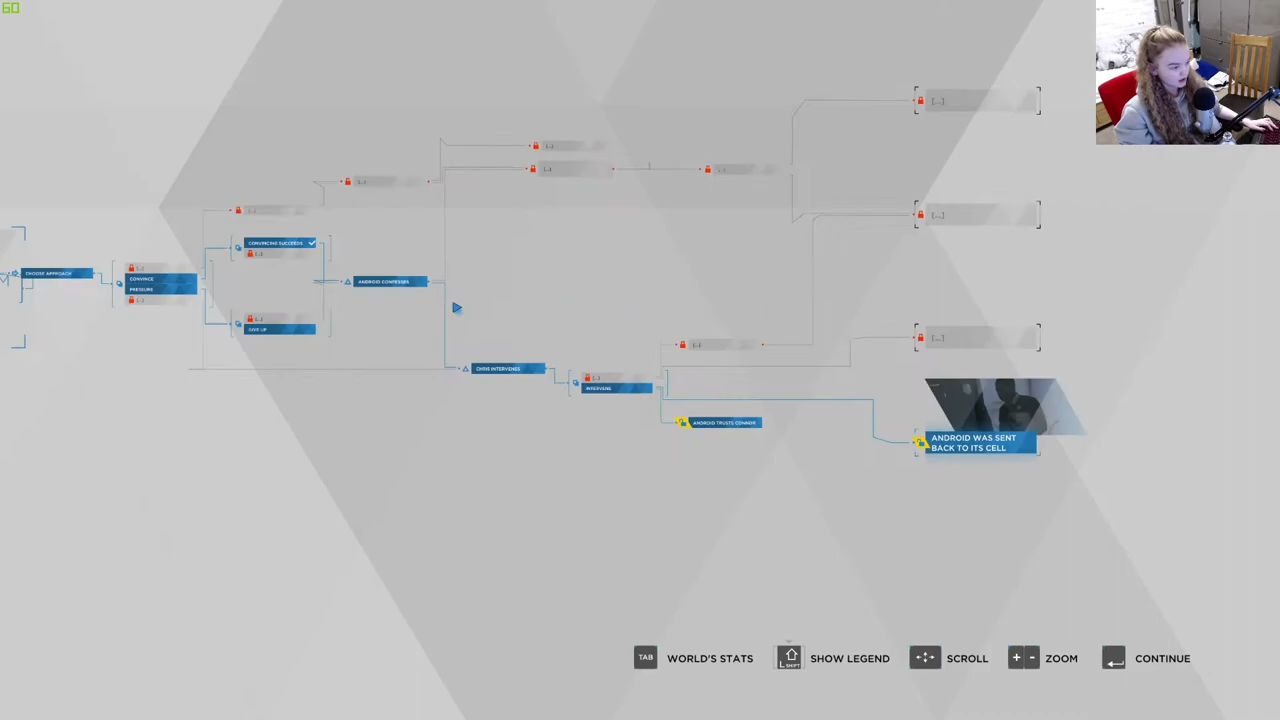 60
[...]
[...]
[...]
[...]
[...]
[...]
[...]
CONVINCING SUCCEEDS
[...]
CHOOSE APPROACH
[...]
CONVINCE
PRESSURE
[...]
ANDROID CONFESSES
[...]
GIVE UP
[...]
[...]
CHRIS INTERVENES
[...]
INTERVENE
ANDROID TRUSTS CONNOR
ANDROID WAS SENT
BACK TO ITS CELL
TAB WORLD'S STATS
L SHIFT SHOW LEGEND
SCROLL
+ - ZOOM
CONTINUE